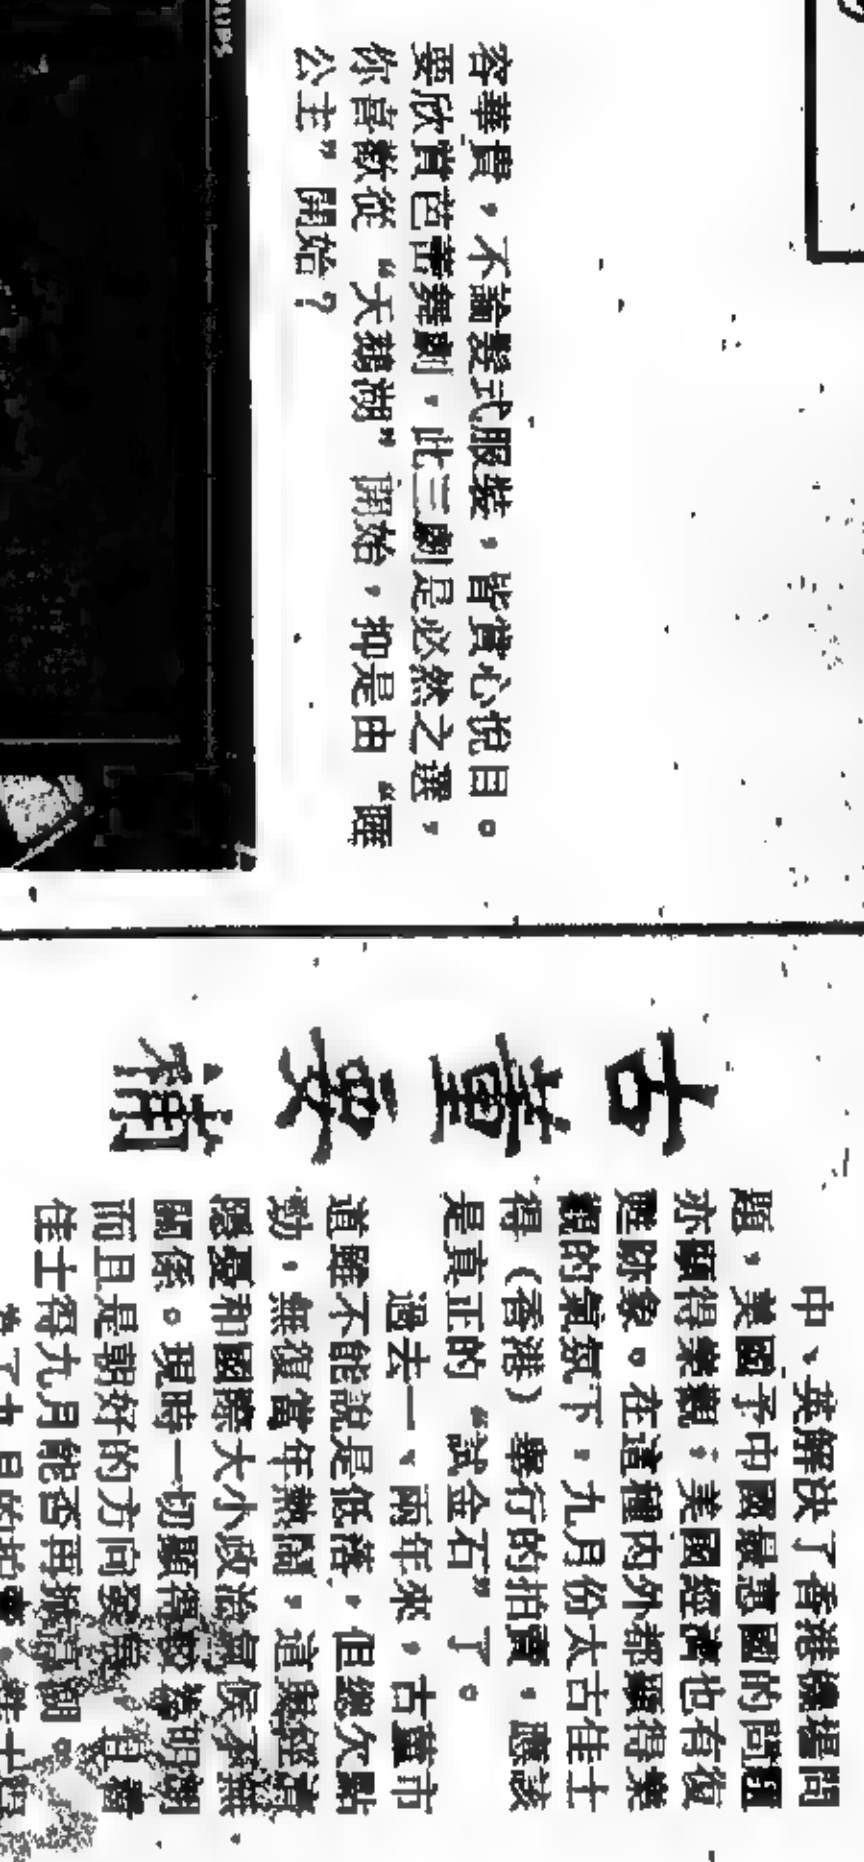 容華貴，不論髮式服裝，皆賞心悅目。
要欣賞芭蕾舞劇，此三劇是必然之選，
你喜歡從“天鵝湖”開始，抑是由“睡
公主”開始？
古董要
中、英解決了香港機場問
題，美國予中國最惠國的問題
亦顯得樂觀；美國經濟也有復
甦跡象。在這種內外都顯得樂
觀的氣氛下，九月份太古佳士
得（香港）舉行的拍賣，應該
是真正的“試金石”了。
過去一、兩年來，古董市
道雖不能說是低落，但總欠點
勁，無復當年熱鬧，這與經濟
隱憂和國際大小政治氣候不無
關係。現時一切顯得較為明朗
而且是朝好的方向發展，且看
佳士得九月能否再掀高潮。